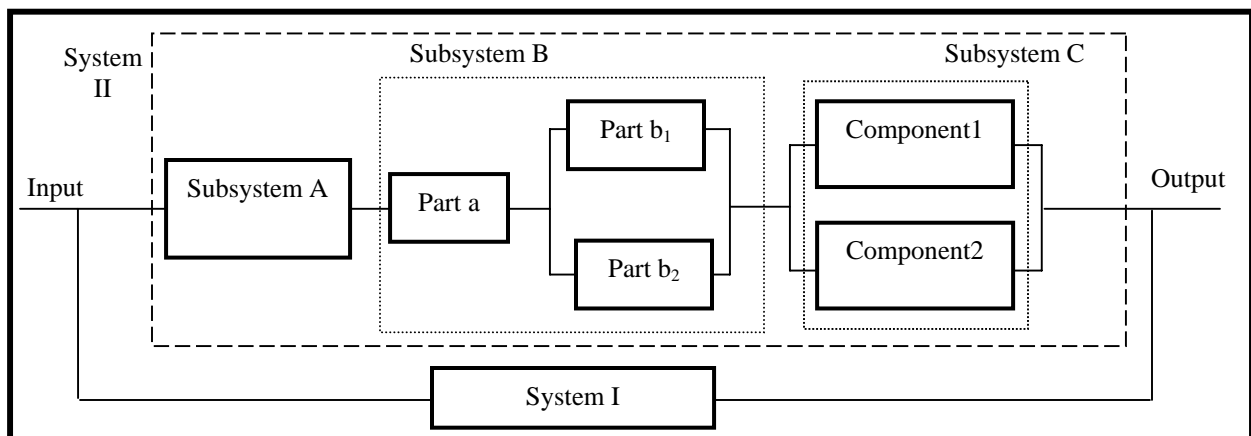 Subsystem B
Subsystem C
System
II
Part b₁
Component1
Input
Subsystem A
Part a
Output
Part b₂
Component2
System I